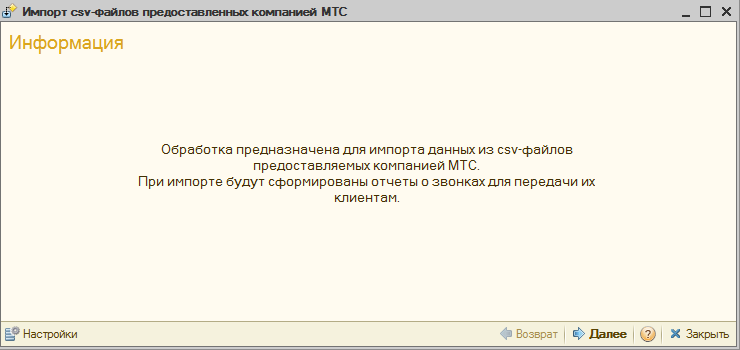 Импорт csv-файлов предоставленных компанией МТС
Информация
Обработка предназначена для импорта данных из csv-файлов
предоставляемых компанией МТС.
При импорте будут сформированы отчеты о звонках для передачи их
клиентам.
Настройки
Возврат
Далее
?
Закрыть